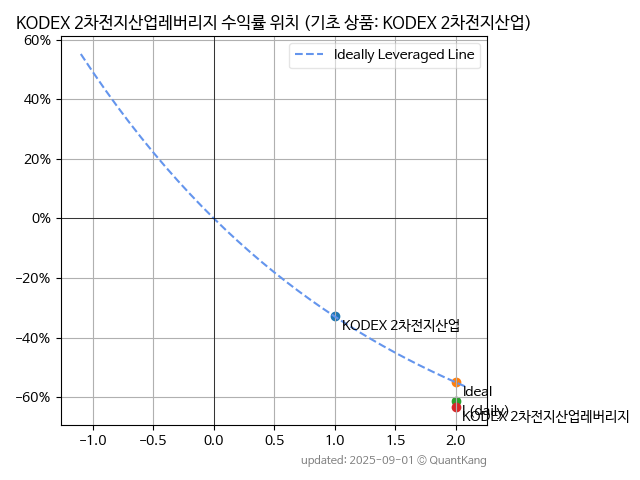 KODEX 2차전지산업레버리지 수익률 위치 (기초 상품: KODEX 2차전지산업)
Ideally Leveraged Line
60%
40%
20%
0%
−20%
−40%
−60%
KODEX 2차전지산업
Ideal
(daily)
KODEX 2차전지산업레버리지
−1.0
−0.5
0.0
0.5
1.0
1.5
2.0
updated: 2025-09-01 © QuantKang